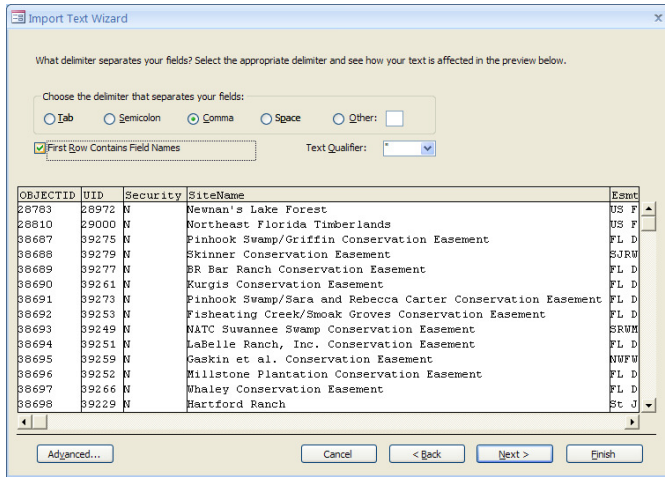 Import Text Wizard
What delimiter separates your fields? Select the appropriate delimiter and see how your text is affected in the preview below.
Choose the delimiter that separates your fields:
Tab Semicolon Comma Space Other:
First Row Contains Field Names Text Qualifier: "
OBJECTID UID Security SiteName Esmt
28783 28972 N Newnan's Lake Forest US F
28810 29000 N Northeast Florida Timberlands US F
38687 39275 N Pinhook Swamp/Griffin Conservation Easement FL D
38688 39279 N Skinner Conservation Easement SJRW
38689 39277 N BR Bar Ranch Conservation Easement FL D
38690 39261 N Kurgis Conservation Easement FL D
38691 39273 N Pinhook Swamp/Sara and Rebecca Carter Conservation Easement FL D
38692 39253 N Fisheating Creek/Smoak Groves Conservation Easement FL D
38693 39249 N NATC Suwannee Swamp Conservation Easement SRWM
38694 39251 N LaBelle Ranch, Inc. Conservation Easement FL D
38695 39259 N Gaskin et al. Conservation Easement NWFW
38696 39252 N Millstone Plantation Conservation Easement FL D
38697 39266 N Whaley Conservation Easement FL D
38698 39229 N Hartford Ranch St J
Advanced... Cancel < Back Next > Finish